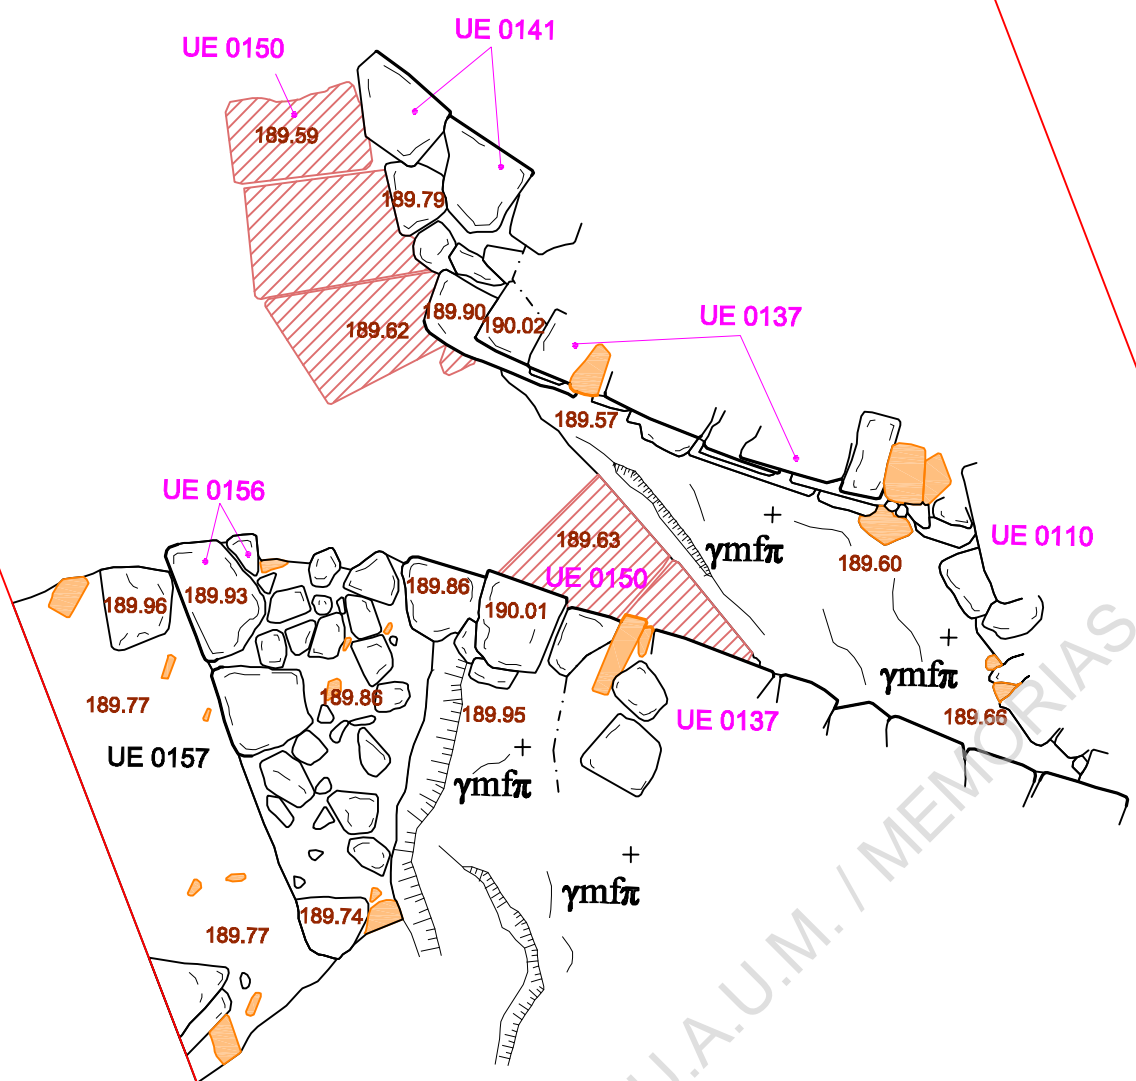 UE 0141
UE 0150
189.59
189.79
189.90
190.02
189.62
UE 0137
189.57
UE 0156
189.63
γmfπ
UE 0110
189.60
UE 0150
189.86
189.93
189.96
190.01
γmfπ
189.86
189.77
189.95
UE 0137
189.66
UE 0157
γmfπ
γmfπ
189.74
189.77
U.A.U.M. / MEMORIAS